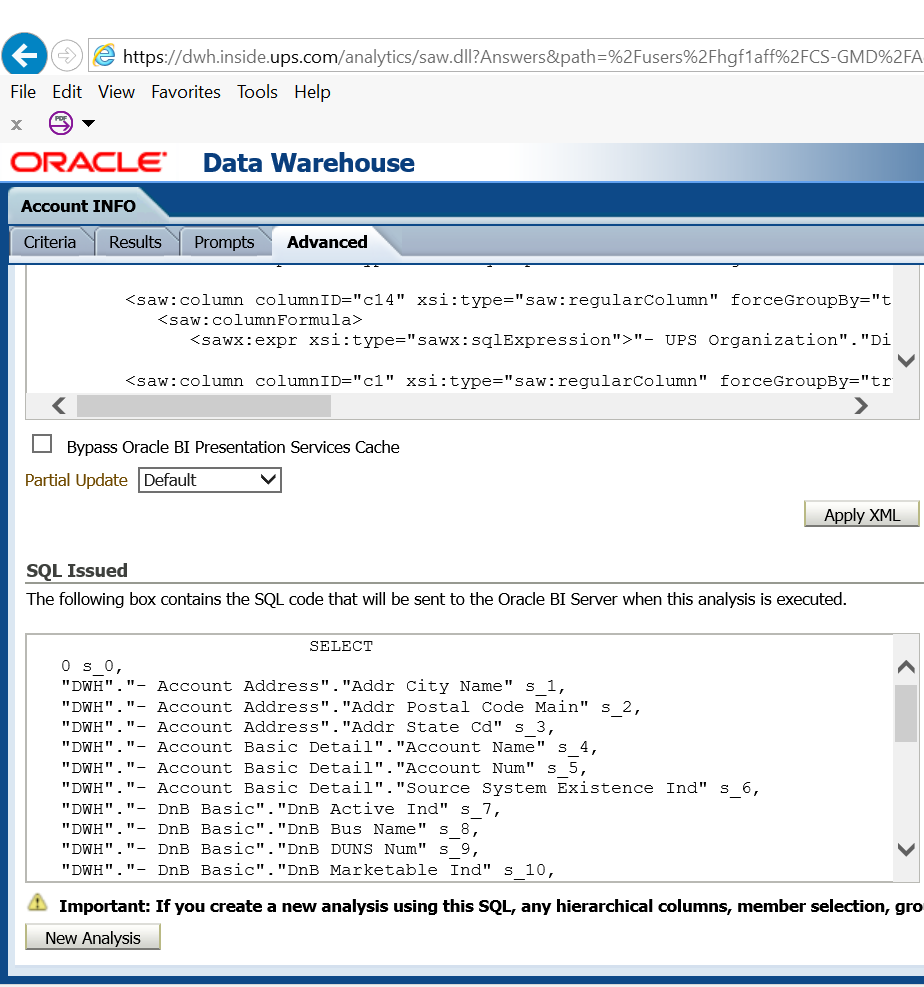 https://dwh.inside.ups.com/analytics/saw.dll?Answers&path=%2Fusers%2Fhgf1aff%2FCS-GMD%2FA
File Edit View Favorites Tools Help
x PDF
ORACLE Data Warehouse
Account INFO
Criteria Results Prompts Advanced
<saw:column columnID="c14" xsi:type="saw:regularColumn" forceGroupBy="t
<saw:columnFormula>
<sawx:expr xsi:type="sawx:sqlExpression">"- UPS Organization"."Di
<saw:column columnID="c1" xsi:type="saw:regularColumn" forceGroupBy="tr
Bypass Oracle BI Presentation Services Cache
Partial Update Default
Apply XML
SQL Issued
The following box contains the SQL code that will be sent to the Oracle BI Server when this analysis is executed.
SELECT
0 s_0,
"DWH"."- Account Address"."Addr City Name" s_1,
"DWH"."- Account Address"."Addr Postal Code Main" s_2,
"DWH"."- Account Address"."Addr State Cd" s_3,
"DWH"."- Account Basic Detail"."Account Name" s_4,
"DWH"."- Account Basic Detail"."Account Num" s_5,
"DWH"."- Account Basic Detail"."Source System Existence Ind" s_6,
"DWH"."- DnB Basic"."DnB Active Ind" s_7,
"DWH"."- DnB Basic"."DnB Bus Name" s_8,
"DWH"."- DnB Basic"."DnB DUNS Num" s_9,
"DWH"."- DnB Basic"."DnB Marketable Ind" s_10,
Important: If you create a new analysis using this SQL, any hierarchical columns, member selection, gro
New Analysis